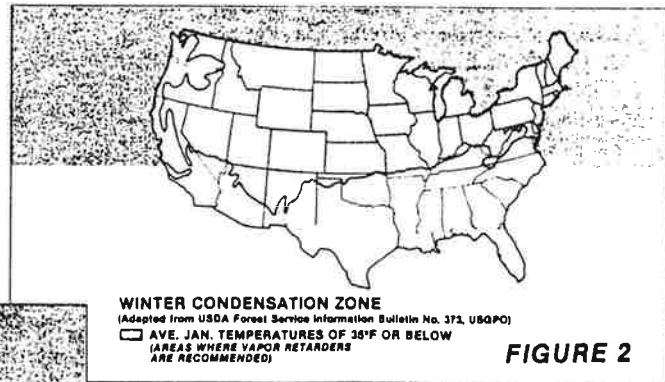 WINTER CONDENSATION ZONE
(Adapted from USDA Forest Service Information Bulletin No. 373, USGPO)
AVE. JAN. TEMPERATURES OF 35°F OR BELOW
(AREAS WHERE VAPOR RETARDERS
ARE RECOMMENDED)
FIGURE 2